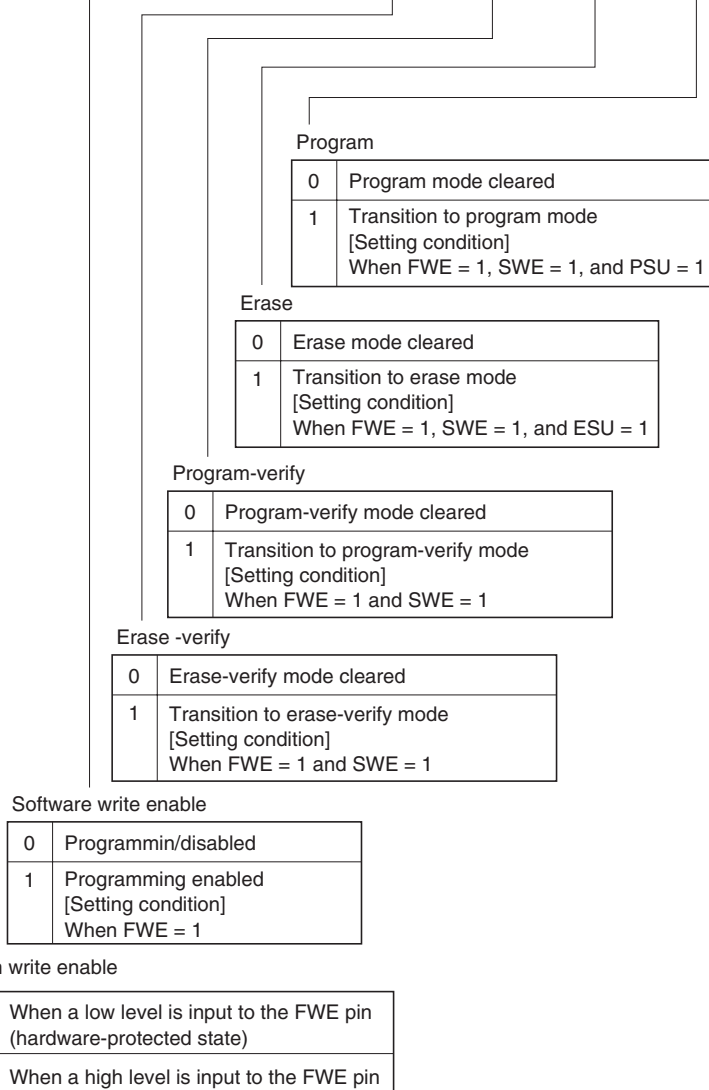 Program
0 Program mode cleared
1 Transition to program mode
[Setting condition]
When FWE = 1, SWE = 1, and PSU = 1
Erase
0 Erase mode cleared
1 Transition to erase mode
[Setting condition]
When FWE = 1, SWE = 1, and ESU = 1
Program-verify
0 Program-verify mode cleared
1 Transition to program-verify mode
[Setting condition]
When FWE = 1 and SWE = 1
Erase -verify
0 Erase-verify mode cleared
1 Transition to erase-verify mode
[Setting condition]
When FWE = 1 and SWE = 1
Software write enable
0 Programmin/disabled
1 Programming enabled
[Setting condition]
When FWE = 1
write enable
When a low level is input to the FWE pin
(hardware-protected state)
When a high level is input to the FWE pin